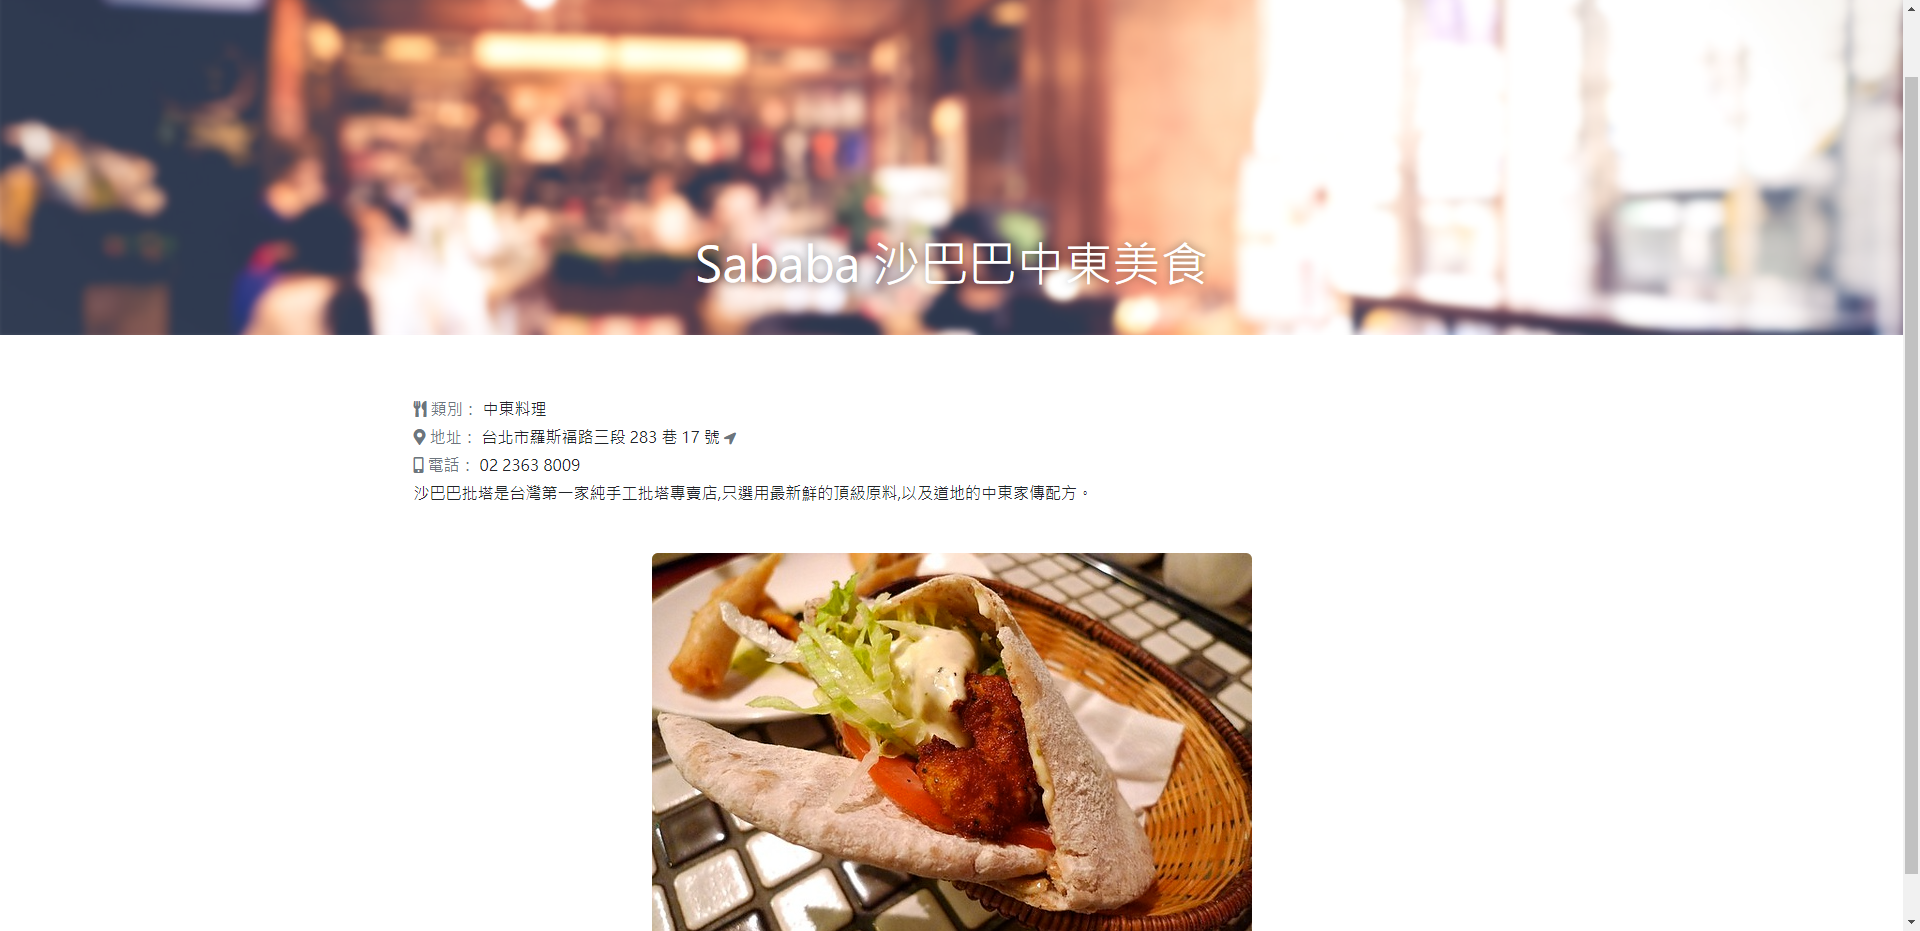 Sababa 沙巴巴中東美食
類別： 中東料理
地址： 台北市羅斯福路三段 283 巷 17 號
電話： 02 2363 8009
沙巴巴批塔是台灣第一家純手工批塔專賣店,只選用最新鮮的頂級原料,以及道地的中東家傳配方。